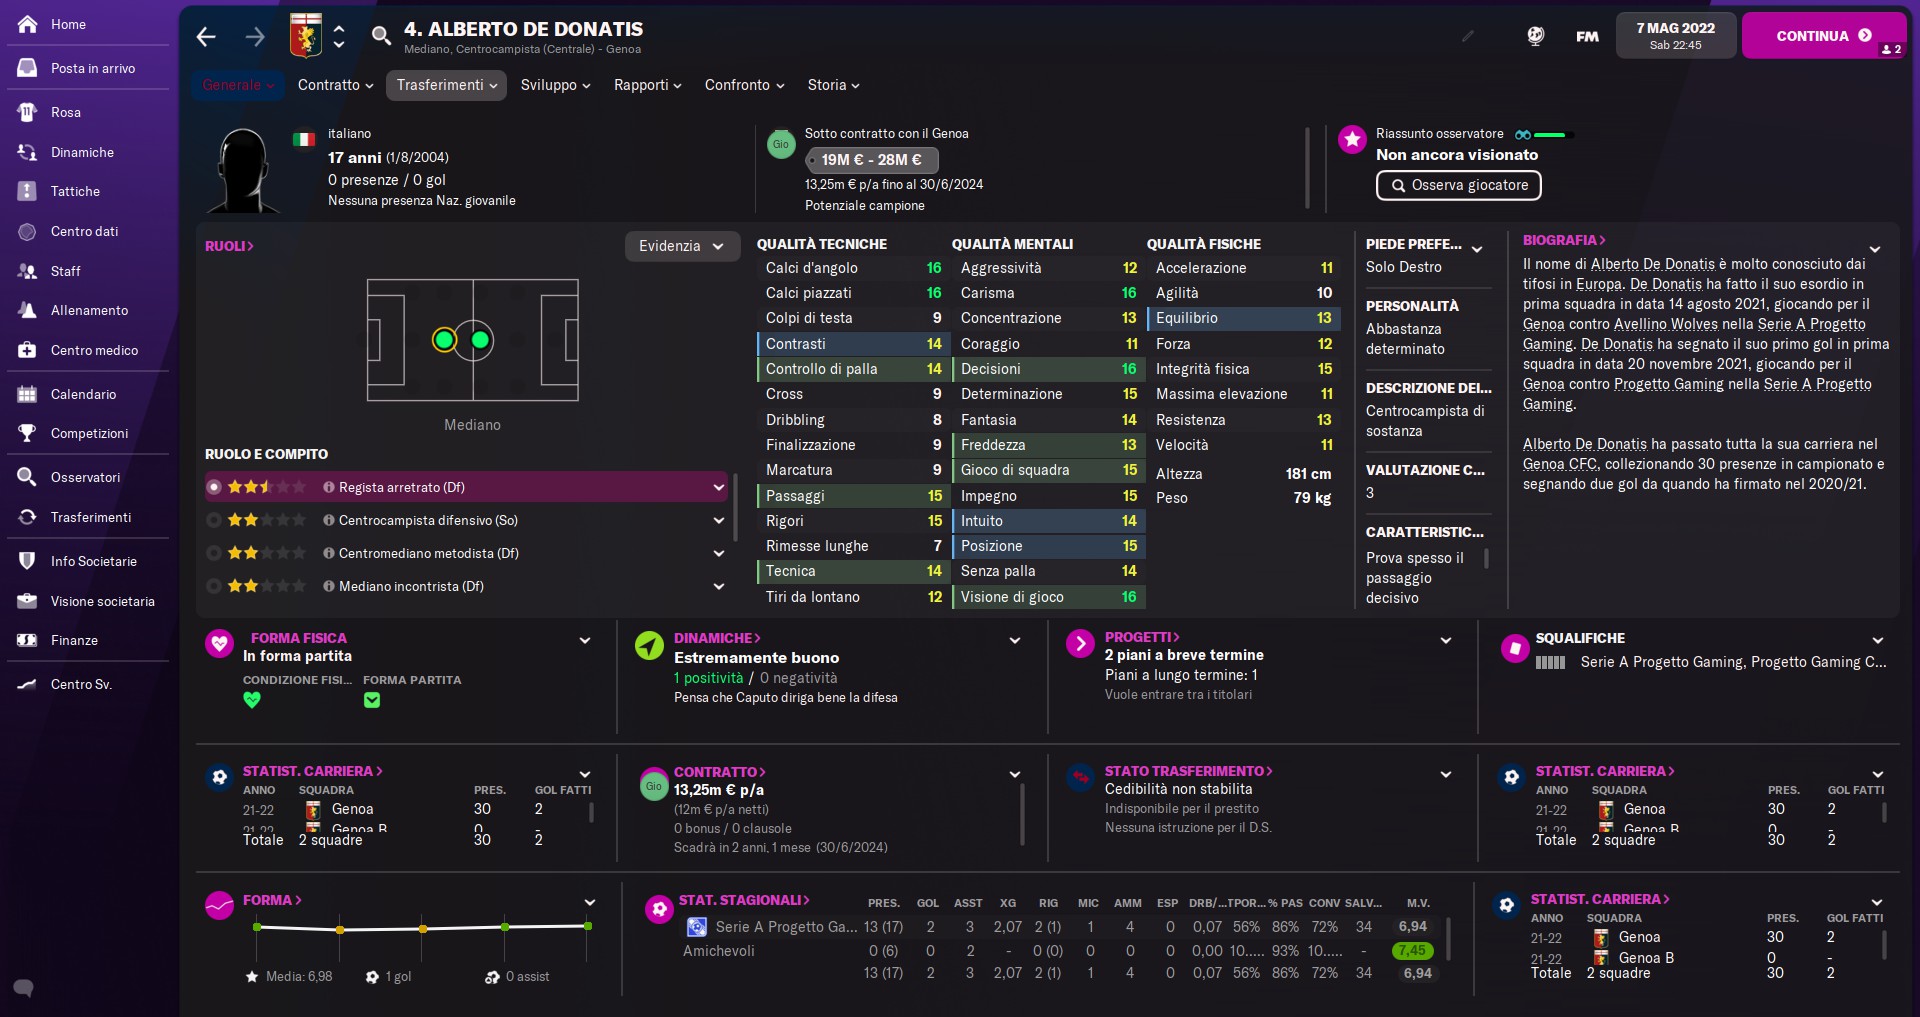 Home
Posta in arrivo
Rosa
Dinamiche
Tattiche
Centro dati
Staff
Allenamento
Centro medico
Calendario
Competizioni
Osservatori
Trasferimenti
Info Societarie
Visione societaria
Finanze
Centro Sv.
4. ALBERTO DE DONATIS
Mediano, Centrocampista (Centrale) - Genoa
FM
7 MAG 2022
Sab 22:45
CONTINUA
2
Generale
Contratto
Trasferimenti
Sviluppo
Rapporti
Confronto
Storia
italiano
17 anni (1/8/2004)
0 presenze / 0 gol
Nessuna presenza Naz. giovanile
Gio
Sotto contratto con il Genoa
19M € - 28M €
13,25m € p/a fino al 30/6/2024
Potenziale campione
Riassunto osservatore
Non ancora visionato
Osserva giocatore
RUOLI
Evidenzia
Mediano
RUOLO E COMPITO
Regista arretrato (Df)
Centrocampista difensivo (So)
Centromediano metodista (Df)
Mediano incontrista (Df)
QUALITÀ TECNICHE
Calci d'angolo 16
Calci piazzati 16
Colpi di testa 9
Contrasti 14
Controllo di palla 14
Cross 9
Dribbling 8
Finalizzazione 9
Marcatura 9
Passaggi 15
Rigori 15
Rimesse lunghe 7
Tecnica 14
Tiri da lontano 12
QUALITÀ MENTALI
Aggressività 12
Carisma 16
Concentrazione 13
Coraggio 11
Decisioni 16
Determinazione 15
Fantasia 14
Freddezza 13
Gioco di squadra 15
Impegno 15
Intuito 14
Posizione 15
Senza palla 14
Visione di gioco 16
QUALITÀ FISICHE
Accelerazione 11
Agilità 10
Equilibrio 13
Forza 12
Integrità fisica 15
Massima elevazione 11
Resistenza 13
Velocità 11
Altezza 181 cm
Peso 79 kg
PIEDE PREFE...
Solo Destro
PERSONALITÀ
Abbastanza
determinato
DESCRIZIONE DEI...
Centrocampista di
sostanza
VALUTAZIONE C...
3
CARATTERISTIC...
Prova spesso il
passaggio
decisivo
BIOGRAFIA
Il nome di Alberto De Donatis è molto conosciuto dai
tifosi in Europa. De Donatis ha fatto il suo esordio in
prima squadra in data 14 agosto 2021, giocando per il
Genoa contro Avellino Wolves nella Serie A Progetto
Gaming. De Donatis ha segnato il suo primo gol in prima
squadra in data 20 novembre 2021, giocando per il
Genoa contro Progetto Gaming nella Serie A Progetto
Gaming.
Alberto De Donatis ha passato tutta la sua carriera nel
Genoa CFC, collezionando 30 presenze in campionato e
segnando due gol da quando ha firmato nel 2020/21.
FORMA FISICA
In forma partita
CONDIZIONE FISI... FORMA PARTITA
DINAMICHE
Estremamente buono
1 positività / 0 negatività
Pensa che Caputo diriga bene la difesa
PROGETTI
2 piani a breve termine
Piani a lungo termine: 1
Vuole entrare tra i titolari
SQUALIFICHE
Serie A Progetto Gaming, Progetto Gaming C...
STATIST. CARRIERA
ANNO SQUADRA PRES. GOL FATTI
21-22 Genoa 30 2
21-22 Genoa B 0 -
Totale 2 squadre 30 2
Gio
CONTRATTO
13,25m € p/a
(12m € p/a netti)
0 bonus / 0 clausole
Scadrà in 2 anni, 1 mese (30/6/2024)
STATO TRASFERIMENTO
Cedibilità non stabilita
Indisponibile per il prestito
Nessuna istruzione per il D.S.
STATIST. CARRIERA
ANNO SQUADRA PRES. GOL FATTI
21-22 Genoa 30 2
21-22 Genoa B 0 -
Totale 2 squadre 30 2
FORMA
Media: 6,98 1 gol 0 assist
STAT. STAGIONALI PRES. GOL ASST XG RIG MIC AMM ESP DRB/... TPOR... % PAS CONV SALV... M.V.
Serie A Progetto Ga... 13 (17) 2 3 2,07 2 (1) 1 4 0 0,07 56% 86% 72% 34 6,94
Amichevoli 0 (6) 0 2 - 0 (0) 0 0 0 0,00 10..... 93% 10..... - 7,45
13 (17) 2 3 2,07 2 (1) 1 4 0 0,07 56% 86% 72% 34 6,94
STATIST. CARRIERA
ANNO SQUADRA PRES. GOL FATTI
21-22 Genoa 30 2
21-22 Genoa B 0 -
Totale 2 squadre 30 2